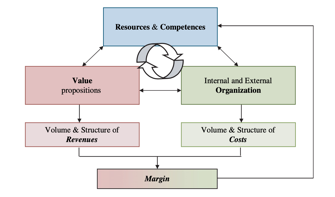 Resources & Competences
Value
propositions
Internal and External
Organization
Volume & Structure of
Revenues
Volume & Structure of
Costs
Margin